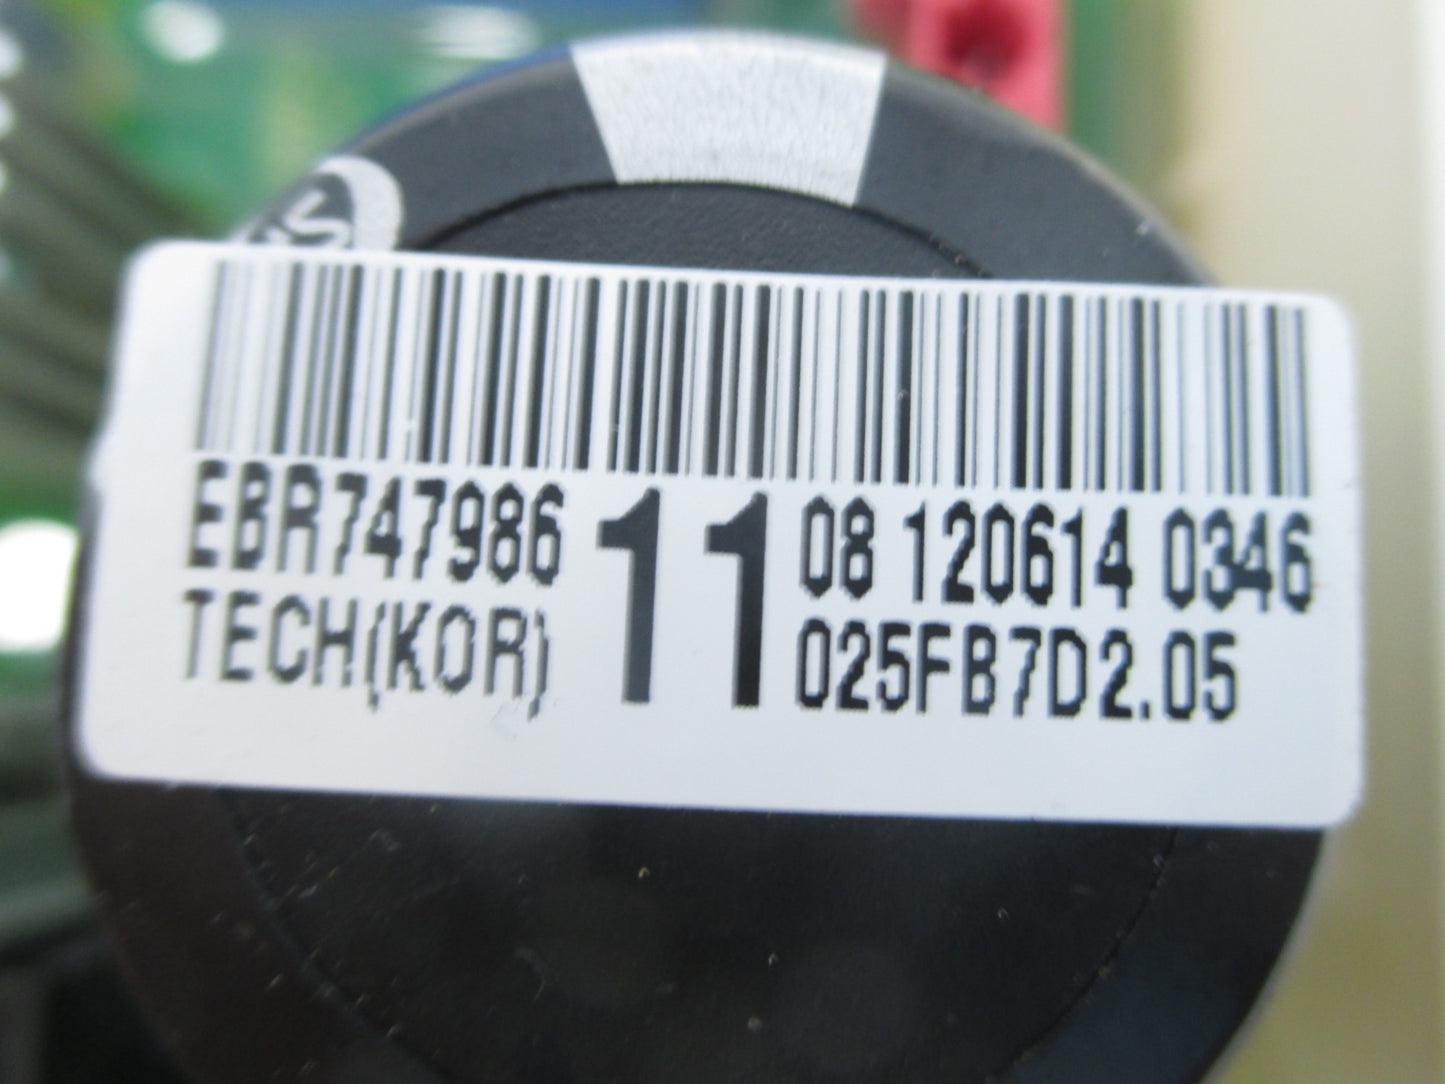 EBR747986 11 08 120614 0346
TECH(KOR) 025FB7D2.05